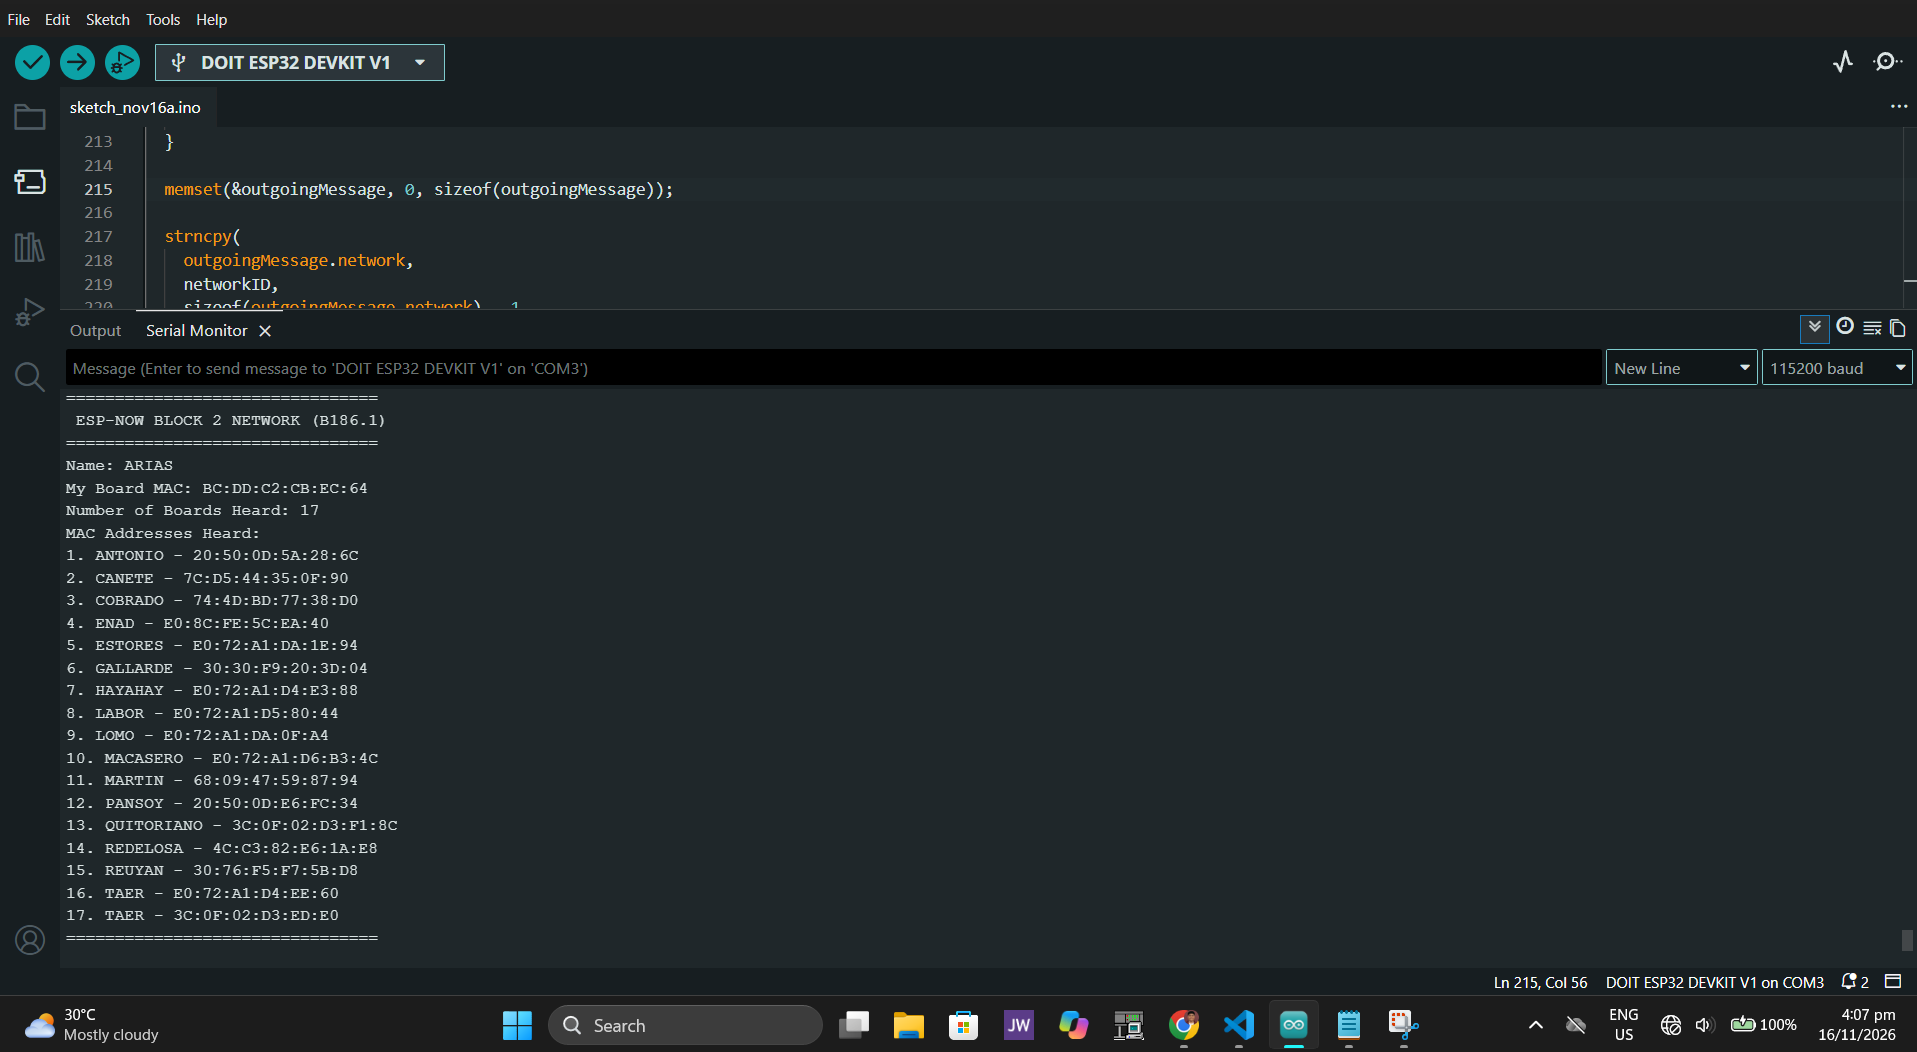 File Edit Sketch Tools Help
DOIT ESP32 DEVKIT V1
sketch_nov16a.ino
213 }
214
215 memset(&outgoingMessage, 0, sizeof(outgoingMessage));
216
217 strncpy(
218 outgoingMessage.network,
219 networkID,
220 sizeof(outgoingMessage.network) - 1
Output Serial Monitor
Message (Enter to send message to 'DOIT ESP32 DEVKIT V1' on 'COM3') New Line 115200 baud
================================
ESP-NOW BLOCK 2 NETWORK (B186.1)
================================
Name: ARIAS
My Board MAC: BC:DD:C2:CB:EC:64
Number of Boards Heard: 17
MAC Addresses Heard:
1. ANTONIO - 20:50:0D:5A:28:6C
2. CANETE - 7C:D5:44:35:0F:90
3. COBRADO - 74:4D:BD:77:38:D0
4. ENAD - E0:8C:FE:5C:EA:40
5. ESTORES - E0:72:A1:DA:1E:94
6. GALLARDE - 30:30:F9:20:3D:04
7. HAYAHAY - E0:72:A1:D4:E3:88
8. LABOR - E0:72:A1:D5:80:44
9. LOMO - E0:72:A1:DA:0F:A4
10. MACASERO - E0:72:A1:D6:B3:4C
11. MARTIN - 68:09:47:59:87:94
12. PANSOY - 20:50:0D:E6:FC:34
13. QUITORIANO - 3C:0F:02:D3:F1:8C
14. REDELOSA - 4C:C3:82:E6:1A:E8
15. REUYAN - 30:76:F5:F7:5B:D8
16. TAER - E0:72:A1:D4:EE:60
17. TAER - 3C:0F:02:D3:ED:E0
================================
Ln 215, Col 56 DOIT ESP32 DEVKIT V1 on COM3 2
30°C
Mostly cloudy
Search
JW
ENG
US
100%
4:07 pm
16/11/2026